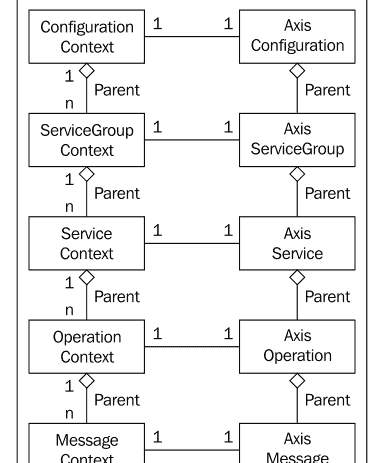 Configuration
Context
1
1
Axis
Configuration
1
n
Parent
Parent
ServiceGroup
Context
1
1
Axis
ServiceGroup
1
n
Parent
Parent
Service
Context
1
1
Axis
Service
1
n
Parent
Parent
Operation
Context
1
1
Axis
Operation
1
n
Parent
Parent
Message
Context
1
1
Axis
Message